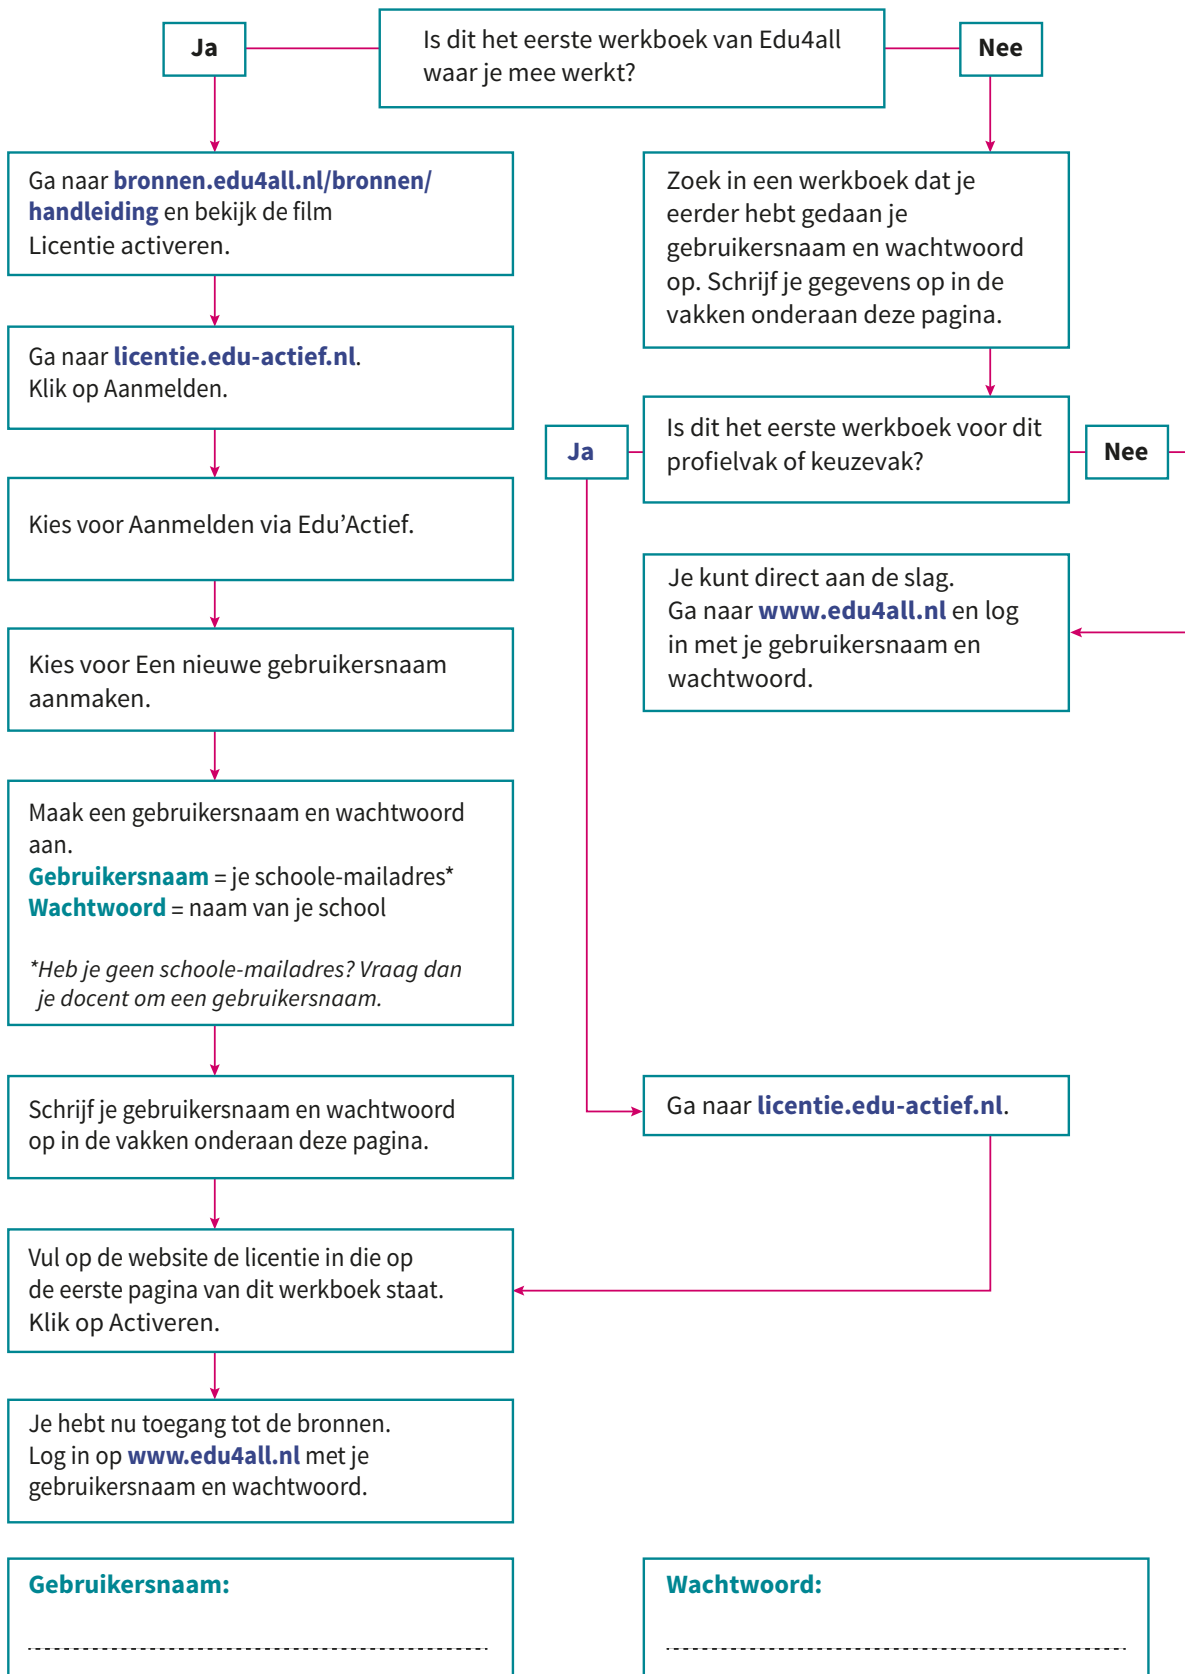 Is dit het eerste werkboek van Edu4all
waar je mee werkt?
Ja
Nee
Ga naar bronnen.edu4all.nl/bronnen/
handleiding en bekijk de film
Licentie activeren.
Ga naar licentie.edu-actief.nl.
Klik op Aanmelden.
Kies voor Aanmelden via Edu’Actief.
Kies voor Een nieuwe gebruikersnaam
aanmaken.
Maak een gebruikersnaam en wachtwoord
aan.
Gebruikersnaam = je schoole-mailadres*
Wachtwoord = naam van je school
*Heb je geen schoole-mailadres? Vraag dan
je docent om een gebruikersnaam.
Schrijf je gebruikersnaam en wachtwoord
op in de vakken onderaan deze pagina.
Vul op de website de licentie in die op
de eerste pagina van dit werkboek staat.
Klik op Activeren.
Je hebt nu toegang tot de bronnen.
Log in op www.edu4all.nl met je
gebruikersnaam en wachtwoord.
Zoek in een werkboek dat je
eerder hebt gedaan je
gebruikersnaam en wachtwoord
op. Schrijf je gegevens op in de
vakken onderaan deze pagina.
Is dit het eerste werkboek voor dit
profielvak of keuzevak?
Ja
Nee
Je kunt direct aan de slag.
Ga naar www.edu4all.nl en log
in met je gebruikersnaam en
wachtwoord.
Ga naar licentie.edu-actief.nl.
Gebruikersnaam:
Wachtwoord: